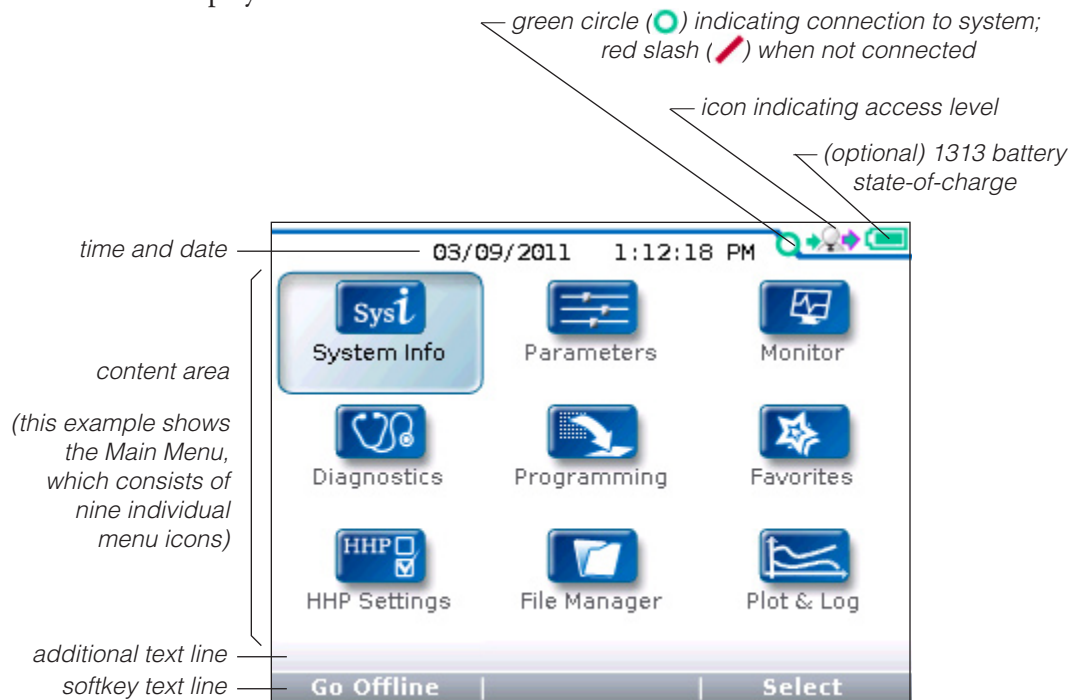 green circle ( ) indicating connection to system;
red slash ( ) when not connected
icon indicating access level
(optional) 1313 battery
state-of-charge
time and date
03/09/2011 1:12:18 PM
content area
(this example shows
the Main Menu,
which consists of
nine individual
menu icons)
Sysi
System Info
Parameters
Monitor
Diagnostics
Programming
Favorites
HHP
HHP Settings
File Manager
Plot & Log
additional text line
softkey text line
Go Offline | | Select